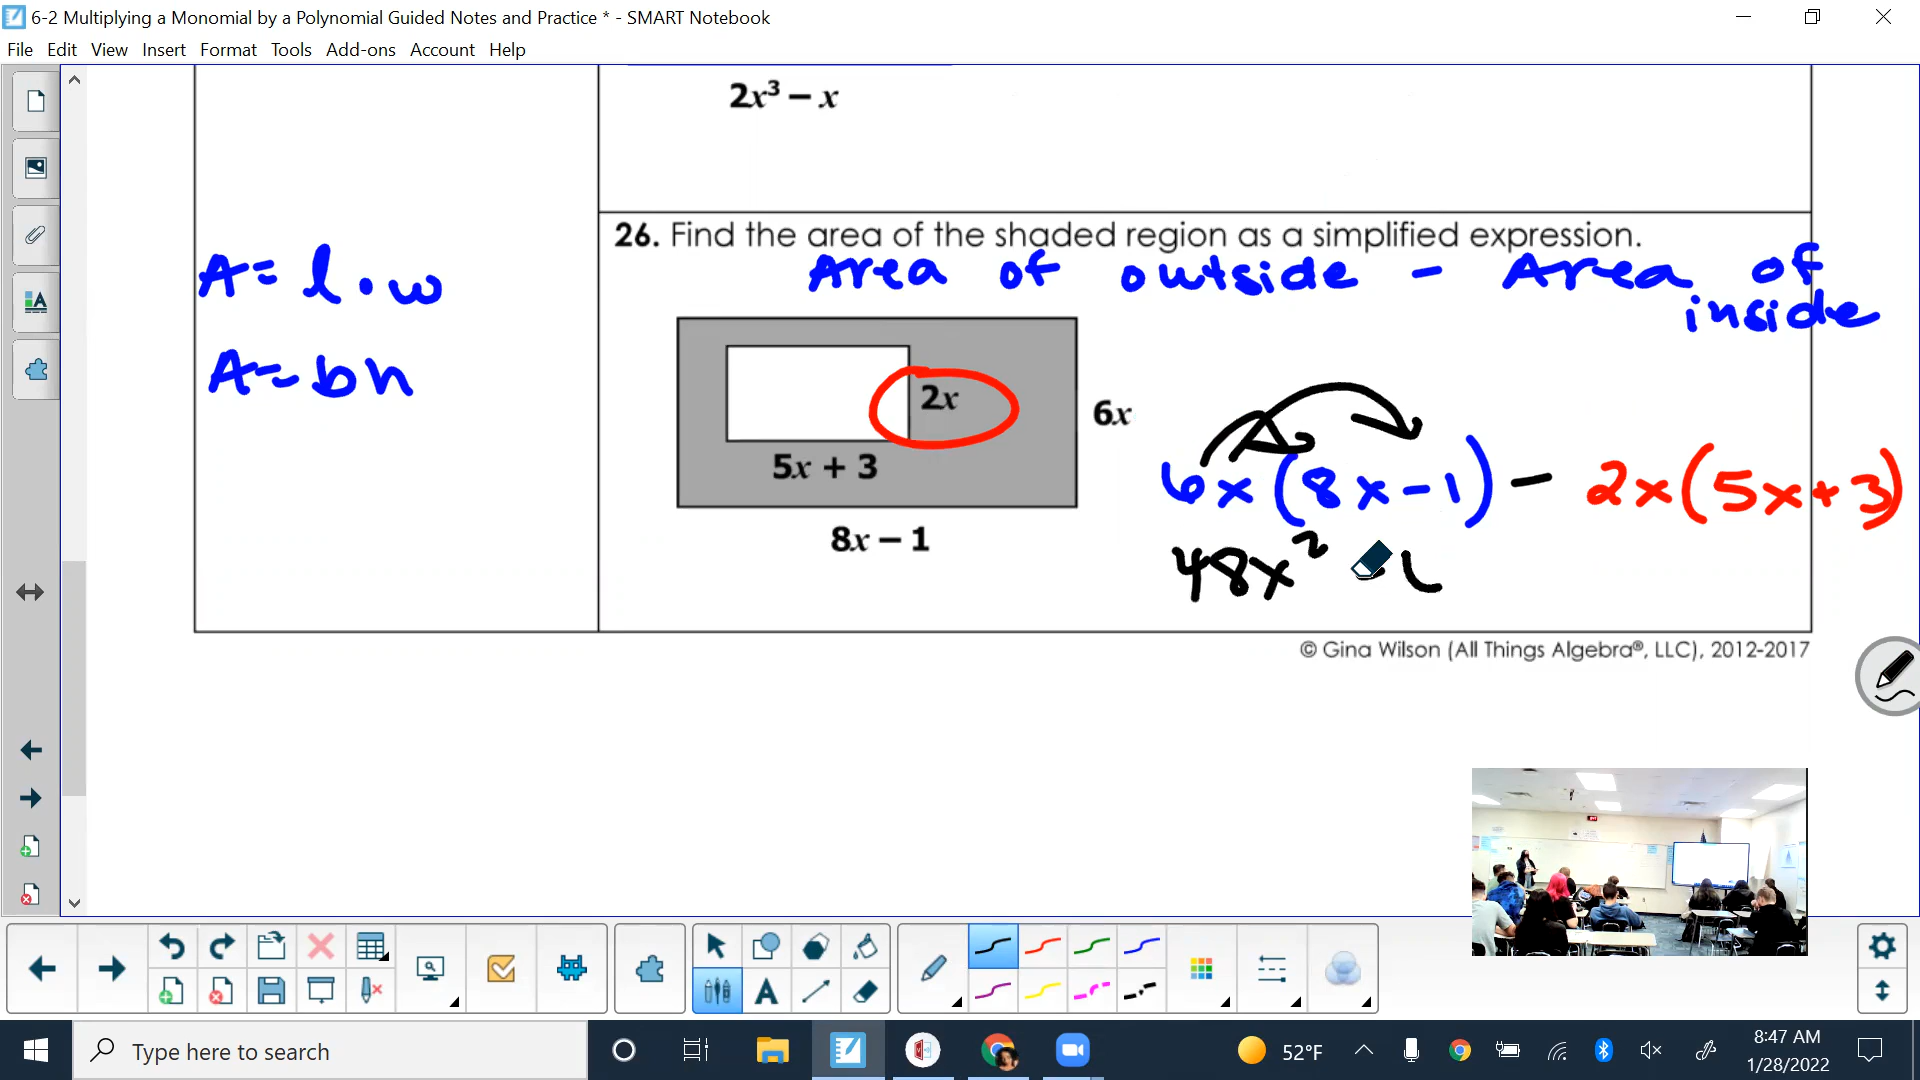 6-2 Multiplying a Monomial by a Polynomial Guided Notes and Practice * - SMART Notebook
File Edit View Insert Format Tools Add-ons Account Help
2x³ – x
26. Find the area of the shaded region as a simplified expression.
Area of outside - Area of
inside
A = l · w
A = bh
2x
6x
5x + 3
8x – 1
6x(8x-1) - 2x(5x+3)
48x²
© Gina Wilson (All Things Algebra®, LLC), 2012-2017
Type here to search
52°F
8:47 AM
1/28/2022